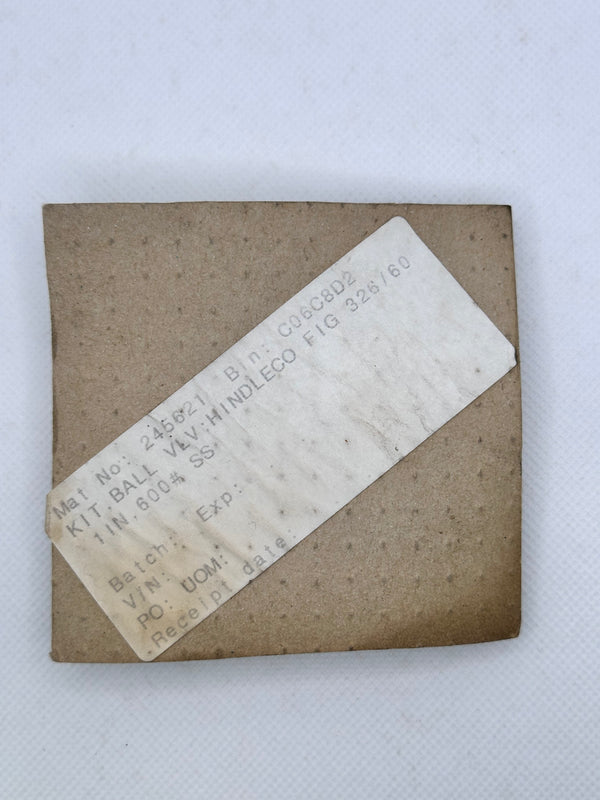 Mat No: 245621 Bin: C06C8D2
KIT, BALL VLV:HINDLECO FIG 326/60
1IN,600# SS
Batch: Exp:
V/N:
PO: UOM:
Receipt date: